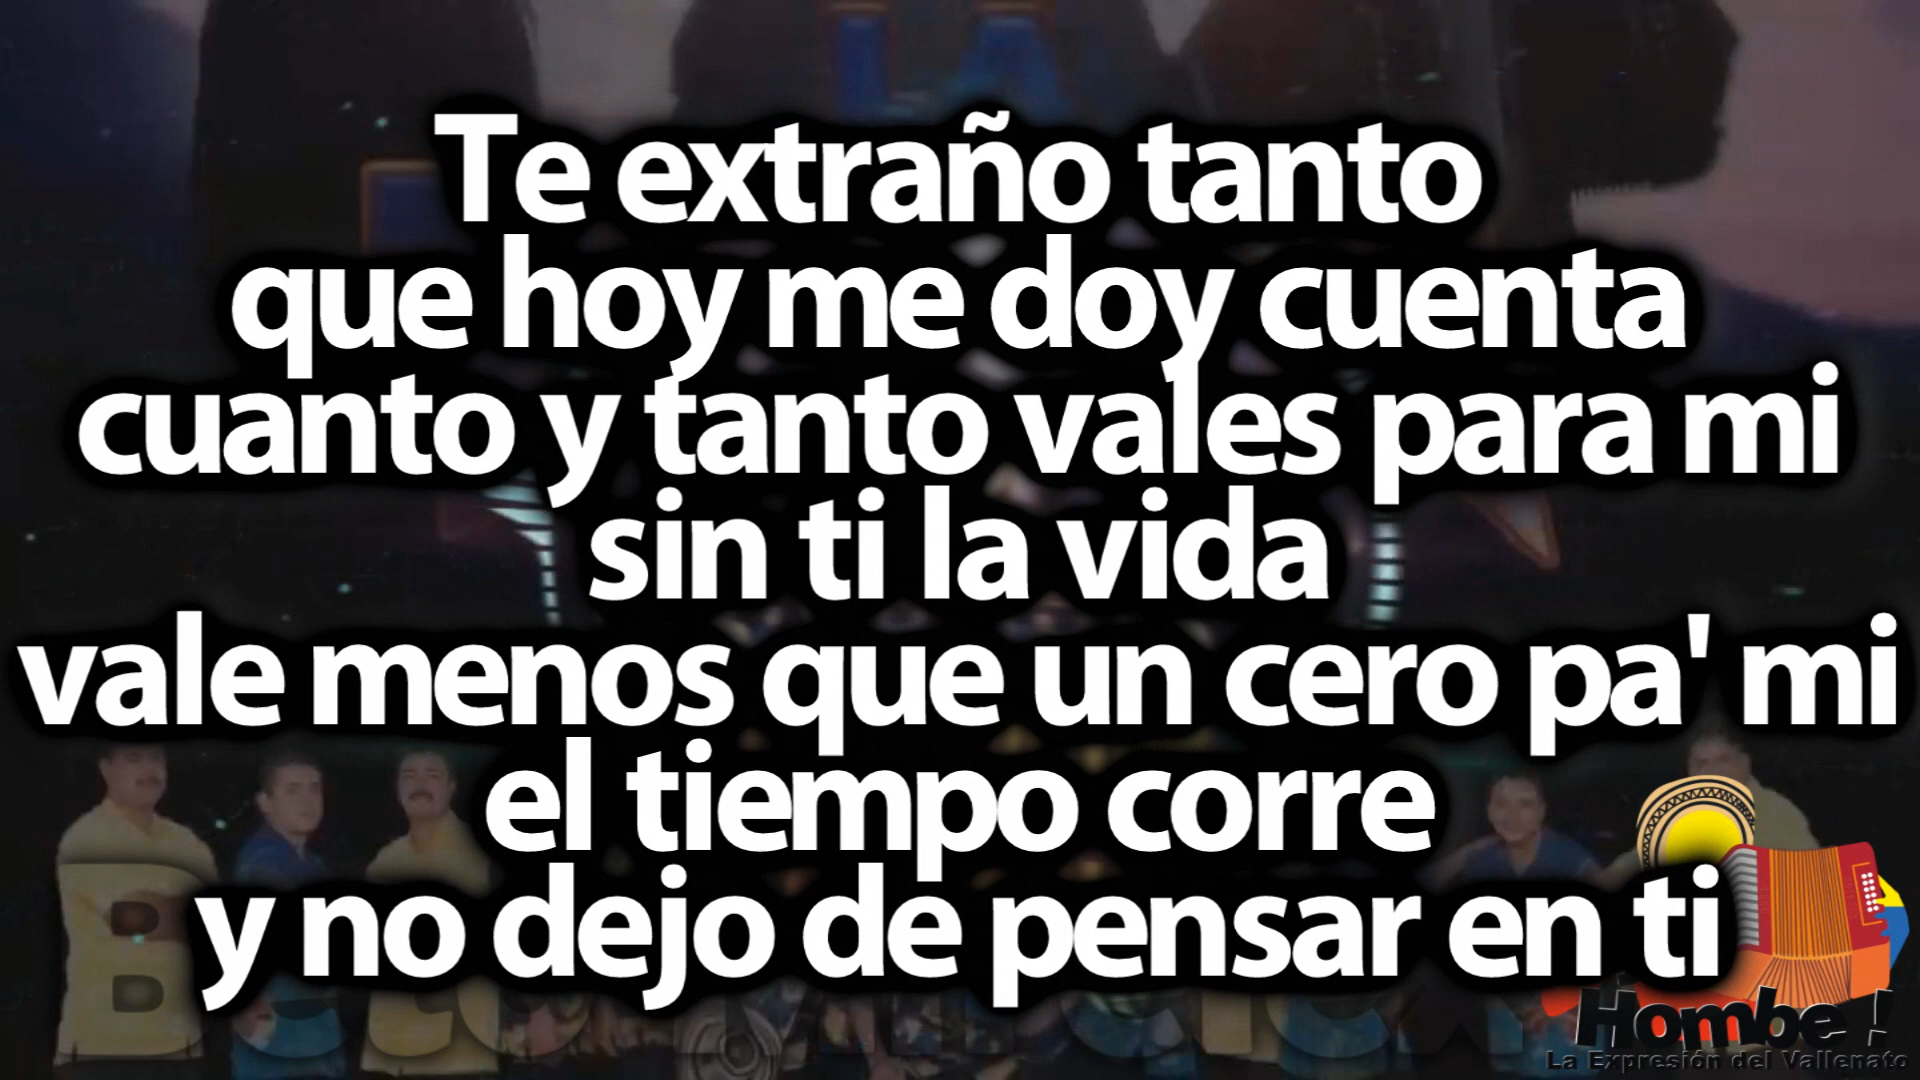 Te extraño tanto
que hoy me doy cuenta
cuanto y tanto vales para mi
sin ti la vida
vale menos que un cero pa' mi
el tiempo corre
y no dejo de pensar en ti
Hombe !
La Expresión del Vallenato